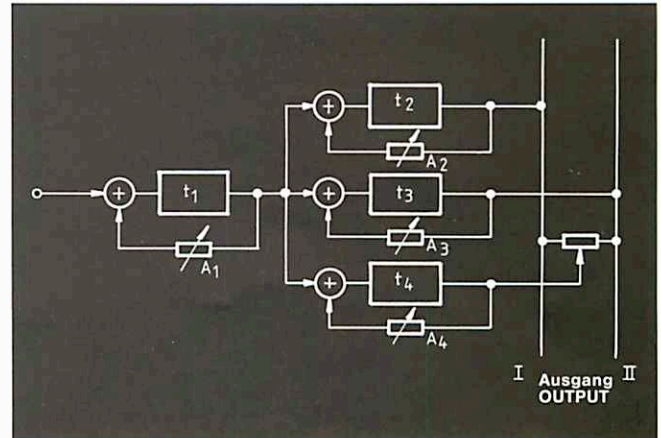 t₂
A₂
t₁
t₃
A₁
A₃
t₄
A₄
I Ausgang II
OUTPUT